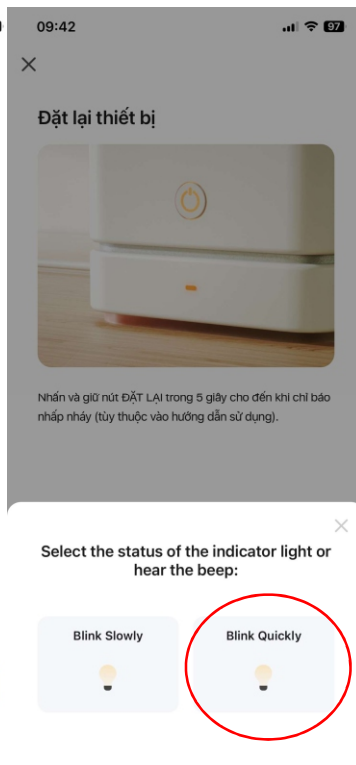 09:42
97
Đặt lại thiết bị
Nhấn và giữ nút ĐẶT LẠI trong 5 giây cho đến khi chỉ báo
nhấp nháy (tùy thuộc vào hướng dẫn sử dụng).
Select the status of the indicator light or
hear the beep:
Blink Slowly
Blink Quickly